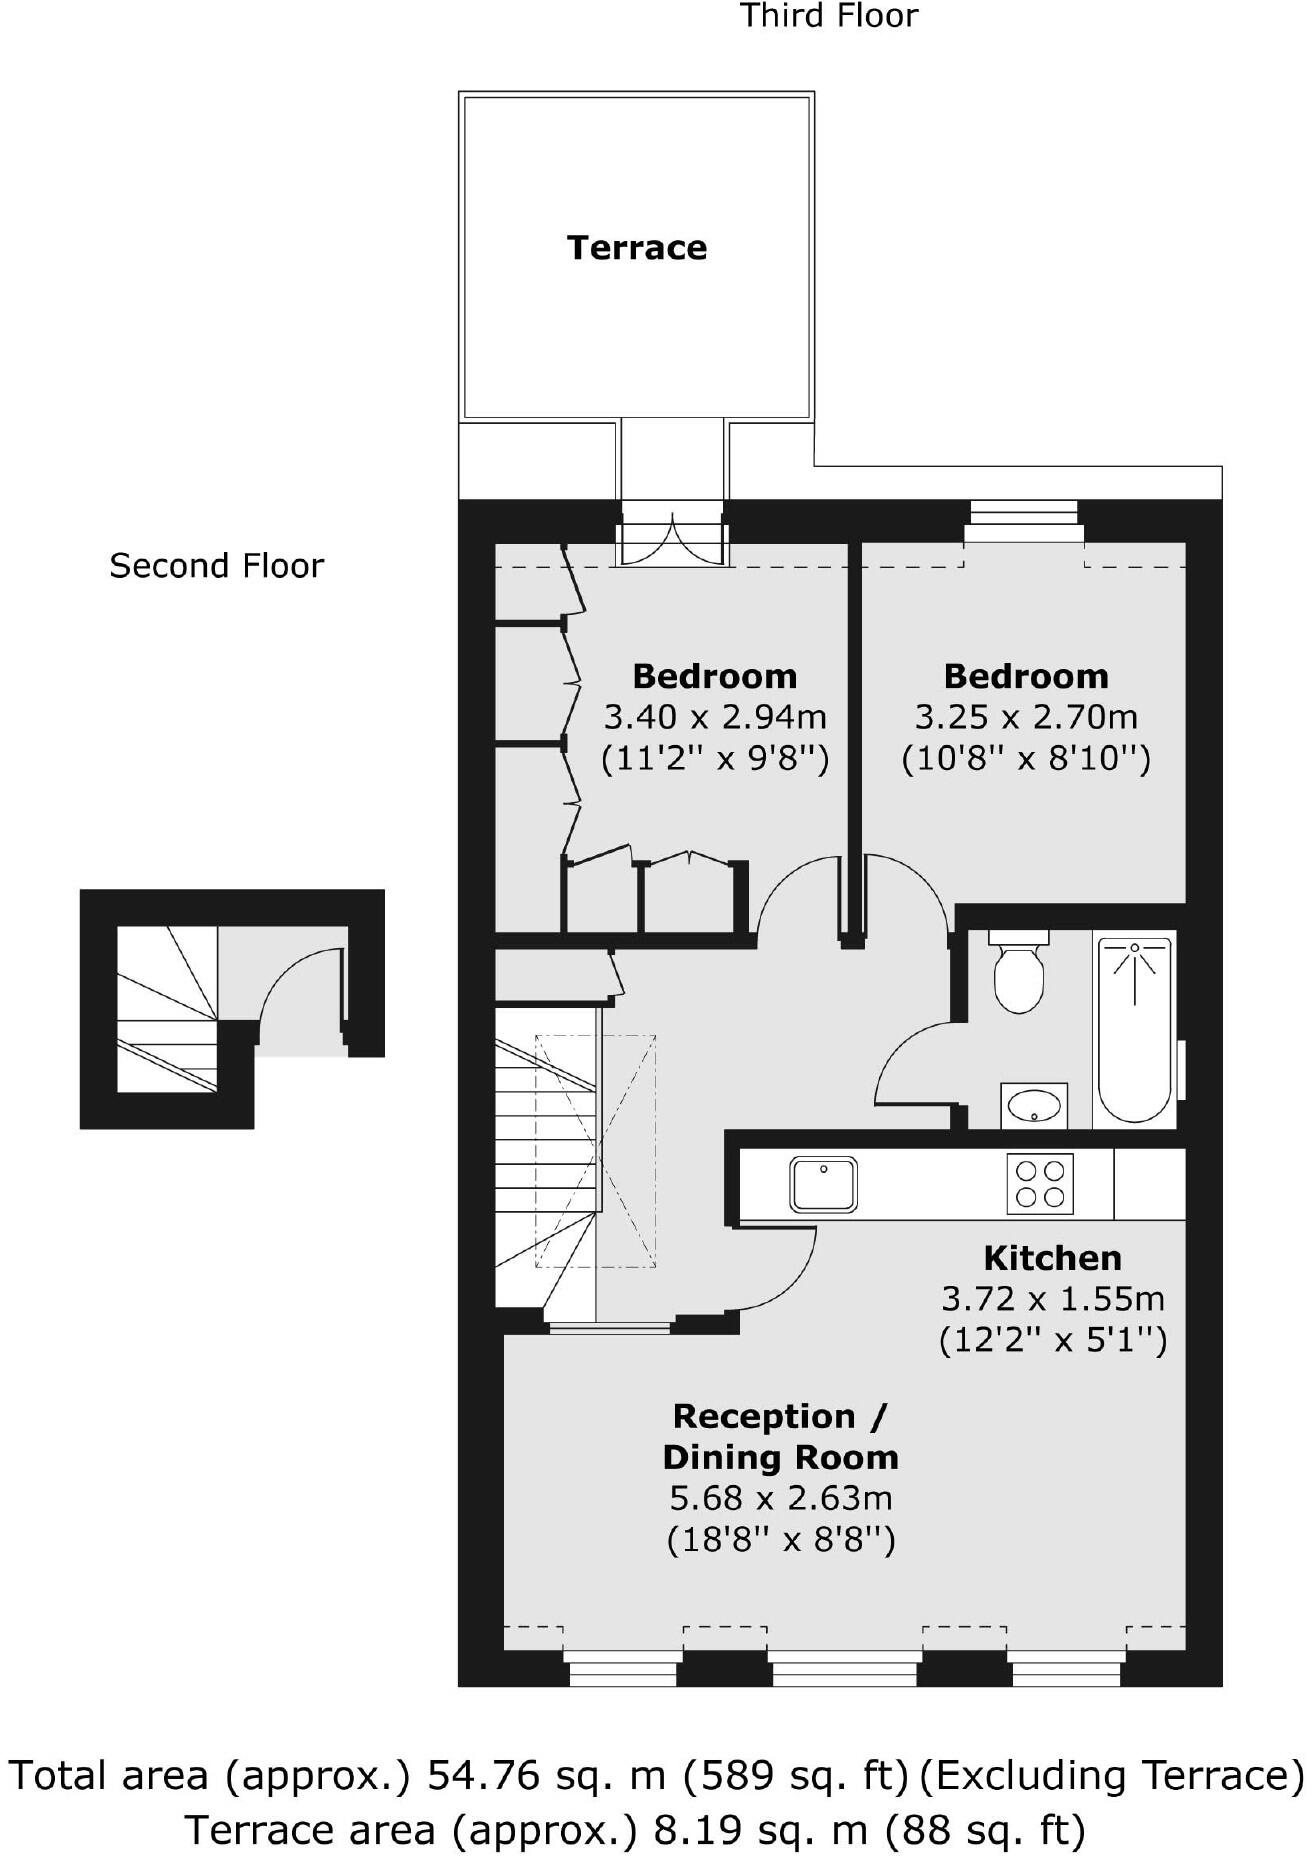 Third Floor
Terrace
Second Floor
Bedroom
3.40 x 2.94m
(11'2" x 9'8")
Bedroom
3.25 x 2.70m
(10'8" x 8'10")
Kitchen
3.72 x 1.55m
(12'2" x 5'1")
Reception /
Dining Room
5.68 x 2.63m
(18'8" x 8'8")
Total area (approx.) 54.76 sq. m (589 sq. ft) (Excluding Terrace)
Terrace area (approx.) 8.19 sq. m (88 sq. ft)